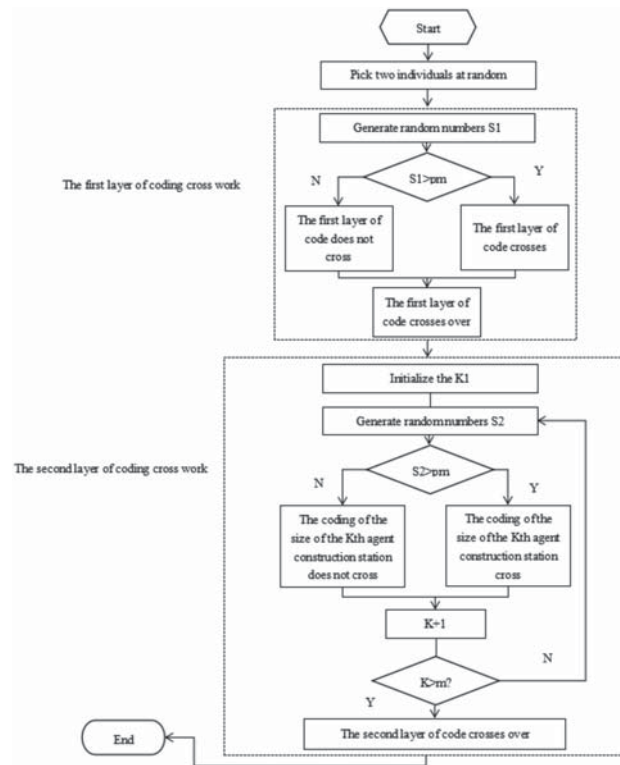 Start
Pick two individuals at random
Generate random numbers S1
The first layer of coding cross work
N
S1>pm
Y
The first layer of
code does not
cross
The first layer of
code crosses
The first layer of
code crosses over
Initialize the K1
Generate random numbers S2
The second layer of coding cross work
S2>pm
N
Y
The coding of the
size of the Kth agent
construction station
does not cross
The coding of the
size of the Kth agent
construction station
cross
K+1
N
K>m?
Y
The second layer of code crosses over
End